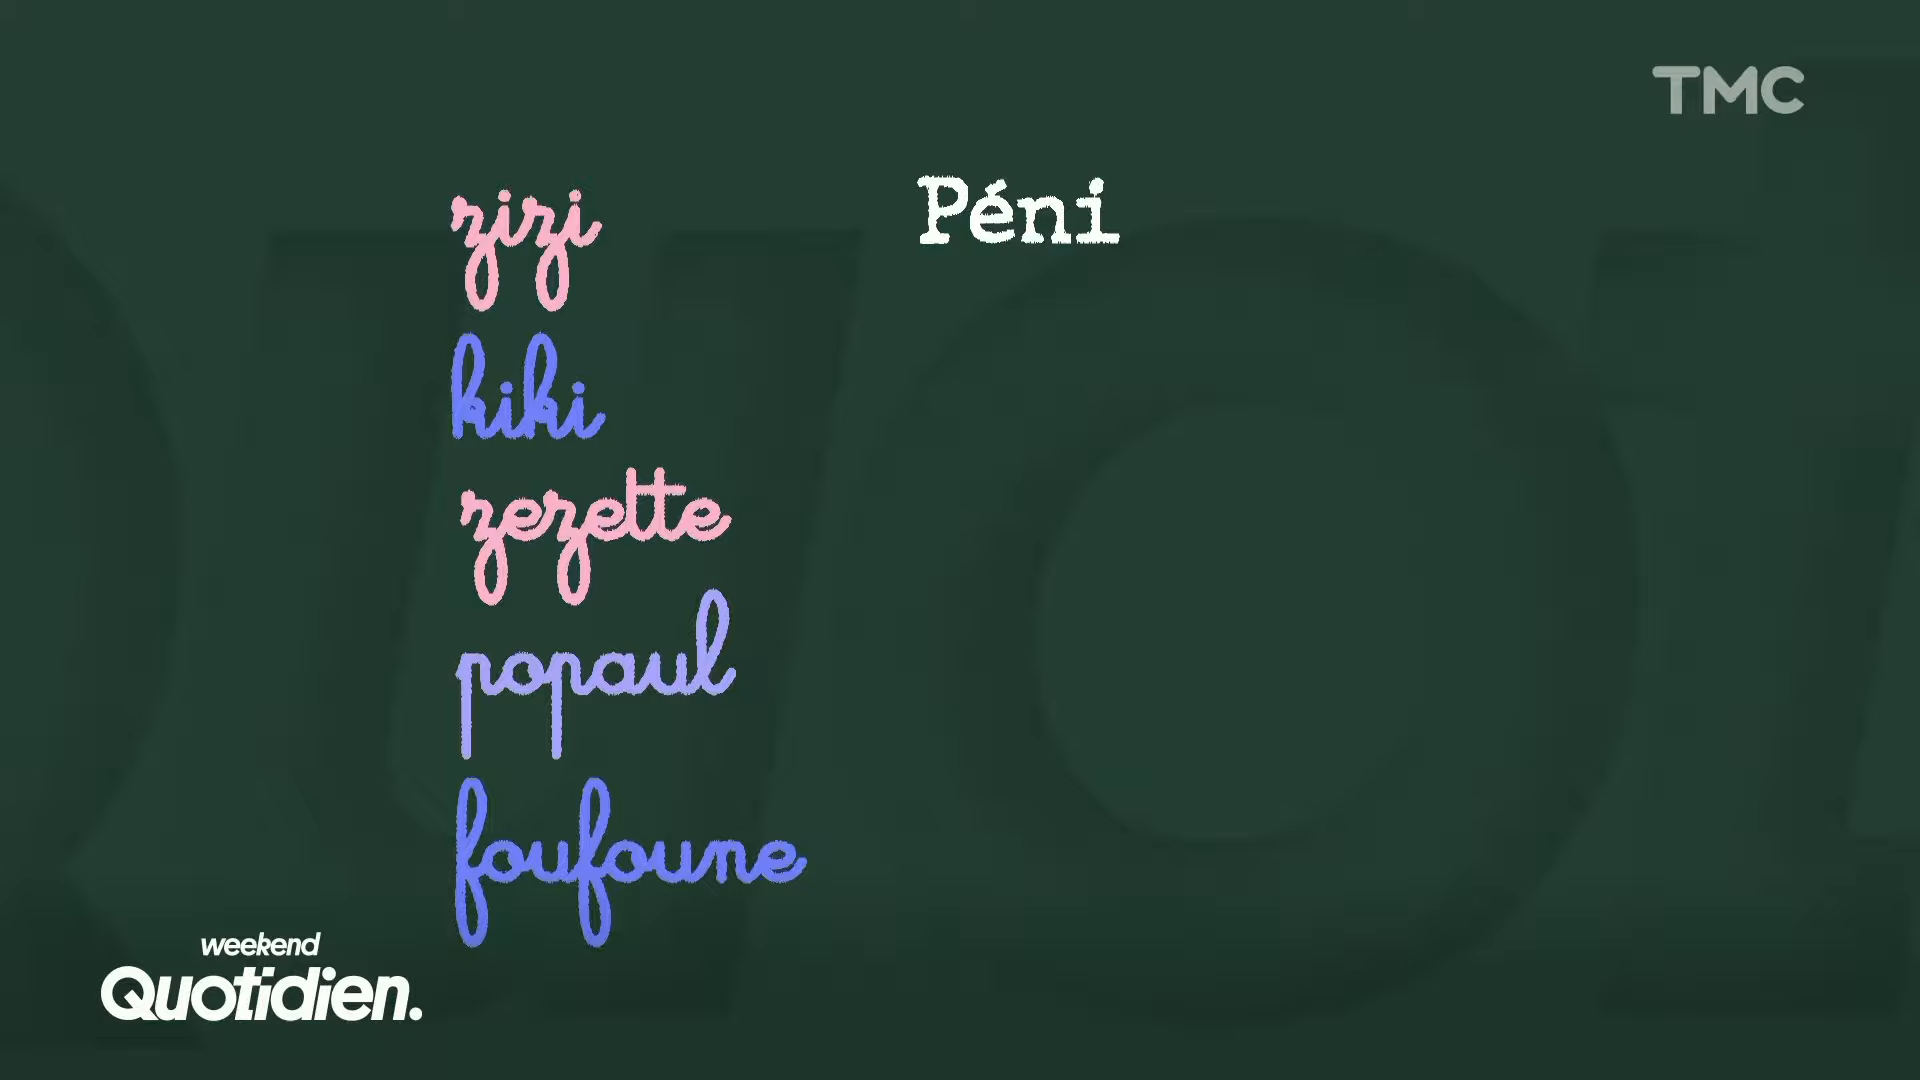 TMC
zizi
Péni
kiki
zezette
popaul
foufoune
weekend
Quotidien.